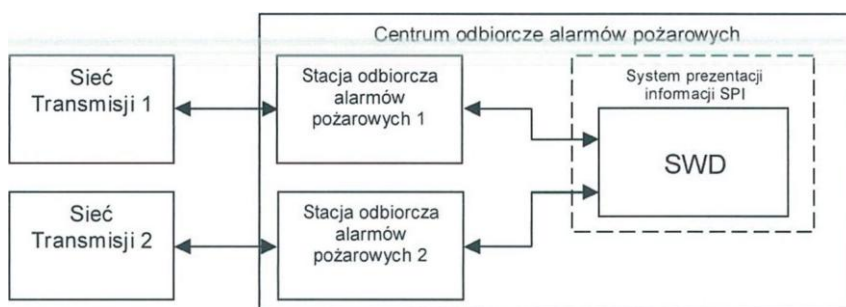 Centrum odbiorcze alarmów pożarowych
Sieć
Transmisji 1
Stacja odbiorcza
alarmów
pożarowych 1
System prezentacji
informacji SPI
SWD
Sieć
Transmisji 2
Stacja odbiorcza
alarmów
pożarowych 2